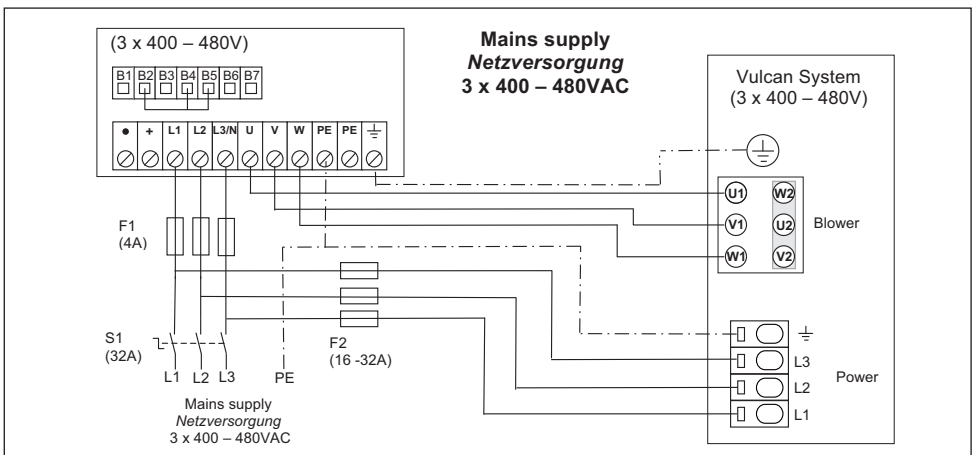 (3 x 400 – 480V)
B1 B2 B3 B4 B5 B6 B7
● + L1 L2 L3/N U V W PE PE
Mains supply
Netzversorgung
3 x 400 – 480VAC
Vulcan System
(3 x 400 – 480V)
U1 W2
V1 U2
W1 V2
Blower
F1
(4A)
S1
(32A)
F2
(16 -32A)
L1 L2 L3 PE
Mains supply
Netzversorgung
3 x 400 – 480VAC
L3
L2
L1
Power